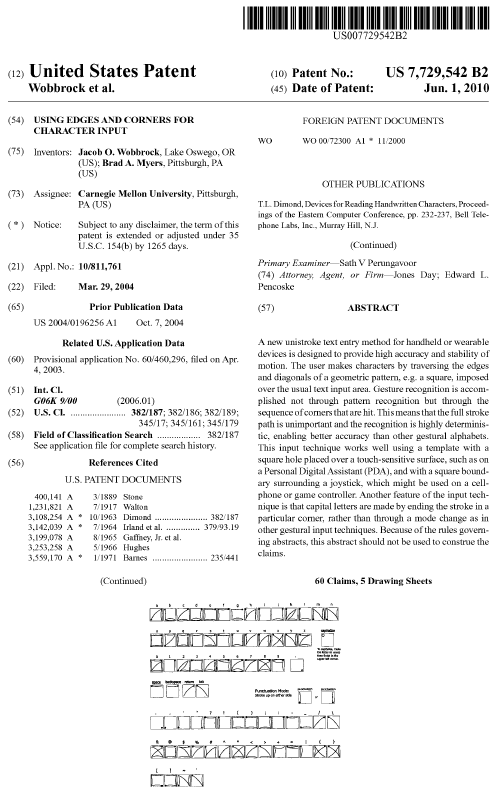 US007729542B2
(12) United States Patent
Wobbrock et al.
(10) Patent No.: US 7,729,542 B2
(45) Date of Patent: Jun. 1, 2010
(54) USING EDGES AND CORNERS FOR
CHARACTER INPUT
(75) Inventors: Jacob O. Wobbrock, Lake Oswego, OR
(US); Brad A. Myers, Pittsburgh, PA
(US)
(73) Assignee: Carnegie Mellon University, Pittsburgh,
PA (US)
( * ) Notice: Subject to any disclaimer, the term of this
patent is extended or adjusted under 35
U.S.C. 154(b) by 1265 days.
(21) Appl. No.: 10/811,761
(22) Filed: Mar. 29, 2004
(65) Prior Publication Data
US 2004/0196256 A1 Oct. 7, 2004
Related U.S. Application Data
(60) Provisional application No. 60/460,296, filed on Apr.
4, 2003.
(51) Int. Cl.
G06K 9/00 (2006.01)
(52) U.S. Cl. ..................... 382/187; 382/186; 382/189;
345/17; 345/161; 345/179
(58) Field of Classification Search ................. 382/187
See application file for complete search history.
(56) References Cited
U.S. PATENT DOCUMENTS
400,141 A 3/1889 Stone
1,231,821 A 7/1917 Walton
3,108,254 A * 10/1963 Dimond ..................... 382/187
3,142,039 A * 7/1964 Irland et al. ............. 379/93.19
3,199,078 A 8/1965 Gaffney, Jr. et al.
3,253,258 A 5/1966 Hughes
3,559,170 A * 1/1971 Barnes ..................... 235/441
(Continued)
FOREIGN PATENT DOCUMENTS
WO WO 00/72300 A1 * 11/2000
OTHER PUBLICATIONS
T.L. Dimond, Devices for Reading Handwritten Characters, Proceed-
ings of the Eastern Computer Conference, pp. 232-237, Bell Tele-
phone Labs, Inc., Murray Hill, N.J.
(Continued)
Primary Examiner—Sath V Perungavoor
(74) Attorney, Agent, or Firm—Jones Day; Edward L.
Pencoske
(57) ABSTRACT
A new unistroke text entry method for handheld or wearable
devices is designed to provide high accuracy and stability of
motion. The user makes characters by traversing the edges
and diagonals of a geometric pattern, e.g. a square, imposed
over the usual text input area. Gesture recognition is accom-
plished not through pattern recognition but through the
sequence of corners that are hit. This means that the full stroke
path is unimportant and the recognition is highly determinis-
tic, enabling better accuracy than other gestural alphabets.
This input technique works well using a template with a
square hole placed over a touch-sensitive surface, such as on
a Personal Digital Assistant (PDA), and with a square bound-
ary surrounding a joystick, which might be used on a cell-
phone or game controller. Another feature of the input tech-
nique is that capital letters are made by ending the stroke in a
particular corner, rather than through a mode change as in
other gestural input techniques. Because of the rules govern-
ing abstracts, this abstract should not be used to construe the
claims.
60 Claims, 5 Drawing Sheets
a b c d e f g h i j k l m n
space backspace return tab
Punctuation Mode: